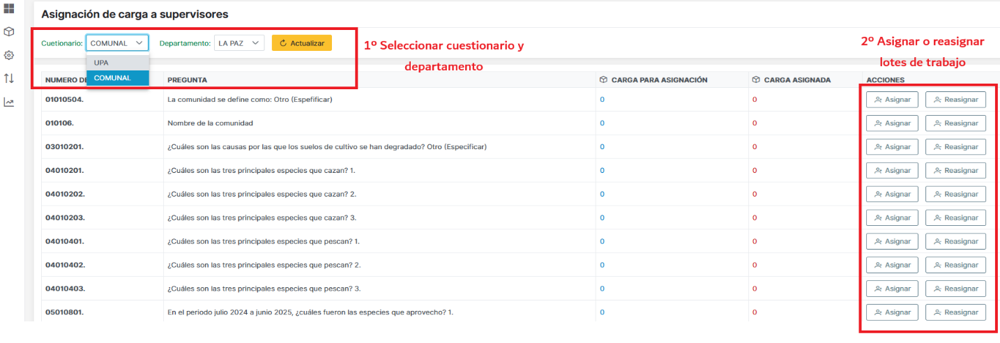 Asignación de carga a supervisores
Cuetionario: COMUNAL Departamento: LA PAZ Actualizar
UPA
COMUNAL
1º Seleccionar cuestionario y
departamento
2º Asignar o reasignar
lotes de trabajo
NUMERO DE PREGUNTA CARGA PARA ASIGNACIÓN CARGA ASIGNADA ACCIONES
01010504. La comunidad se define como: Otro (Espefificar) 0 0 Asignar Reasignar
010106. Nombre de la comunidad 0 0 Asignar Reasignar
03010201. ¿Cuáles son las causas por las que los suelos de cultivo se han degradado? Otro (Especificar) 0 0 Asignar Reasignar
04010201. ¿Cuáles son las tres principales especies que cazan? 1. 0 0 Asignar Reasignar
04010202. ¿Cuáles son las tres principales especies que cazan? 2. 0 0 Asignar Reasignar
04010203. ¿Cuáles son las tres principales especies que cazan? 3. 0 0 Asignar Reasignar
04010401. ¿Cuáles son las tres principales especies que pescan? 1. 0 0 Asignar Reasignar
04010402. ¿Cuáles son las tres principales especies que pescan? 2. 0 0 Asignar Reasignar
04010403. ¿Cuáles son las tres principales especies que pescan? 3. 0 0 Asignar Reasignar
05010801. En el periodo julio 2024 a junio 2025, ¿cuáles fueron las especies que aprovecho? 1. 0 0 Asignar Reasignar